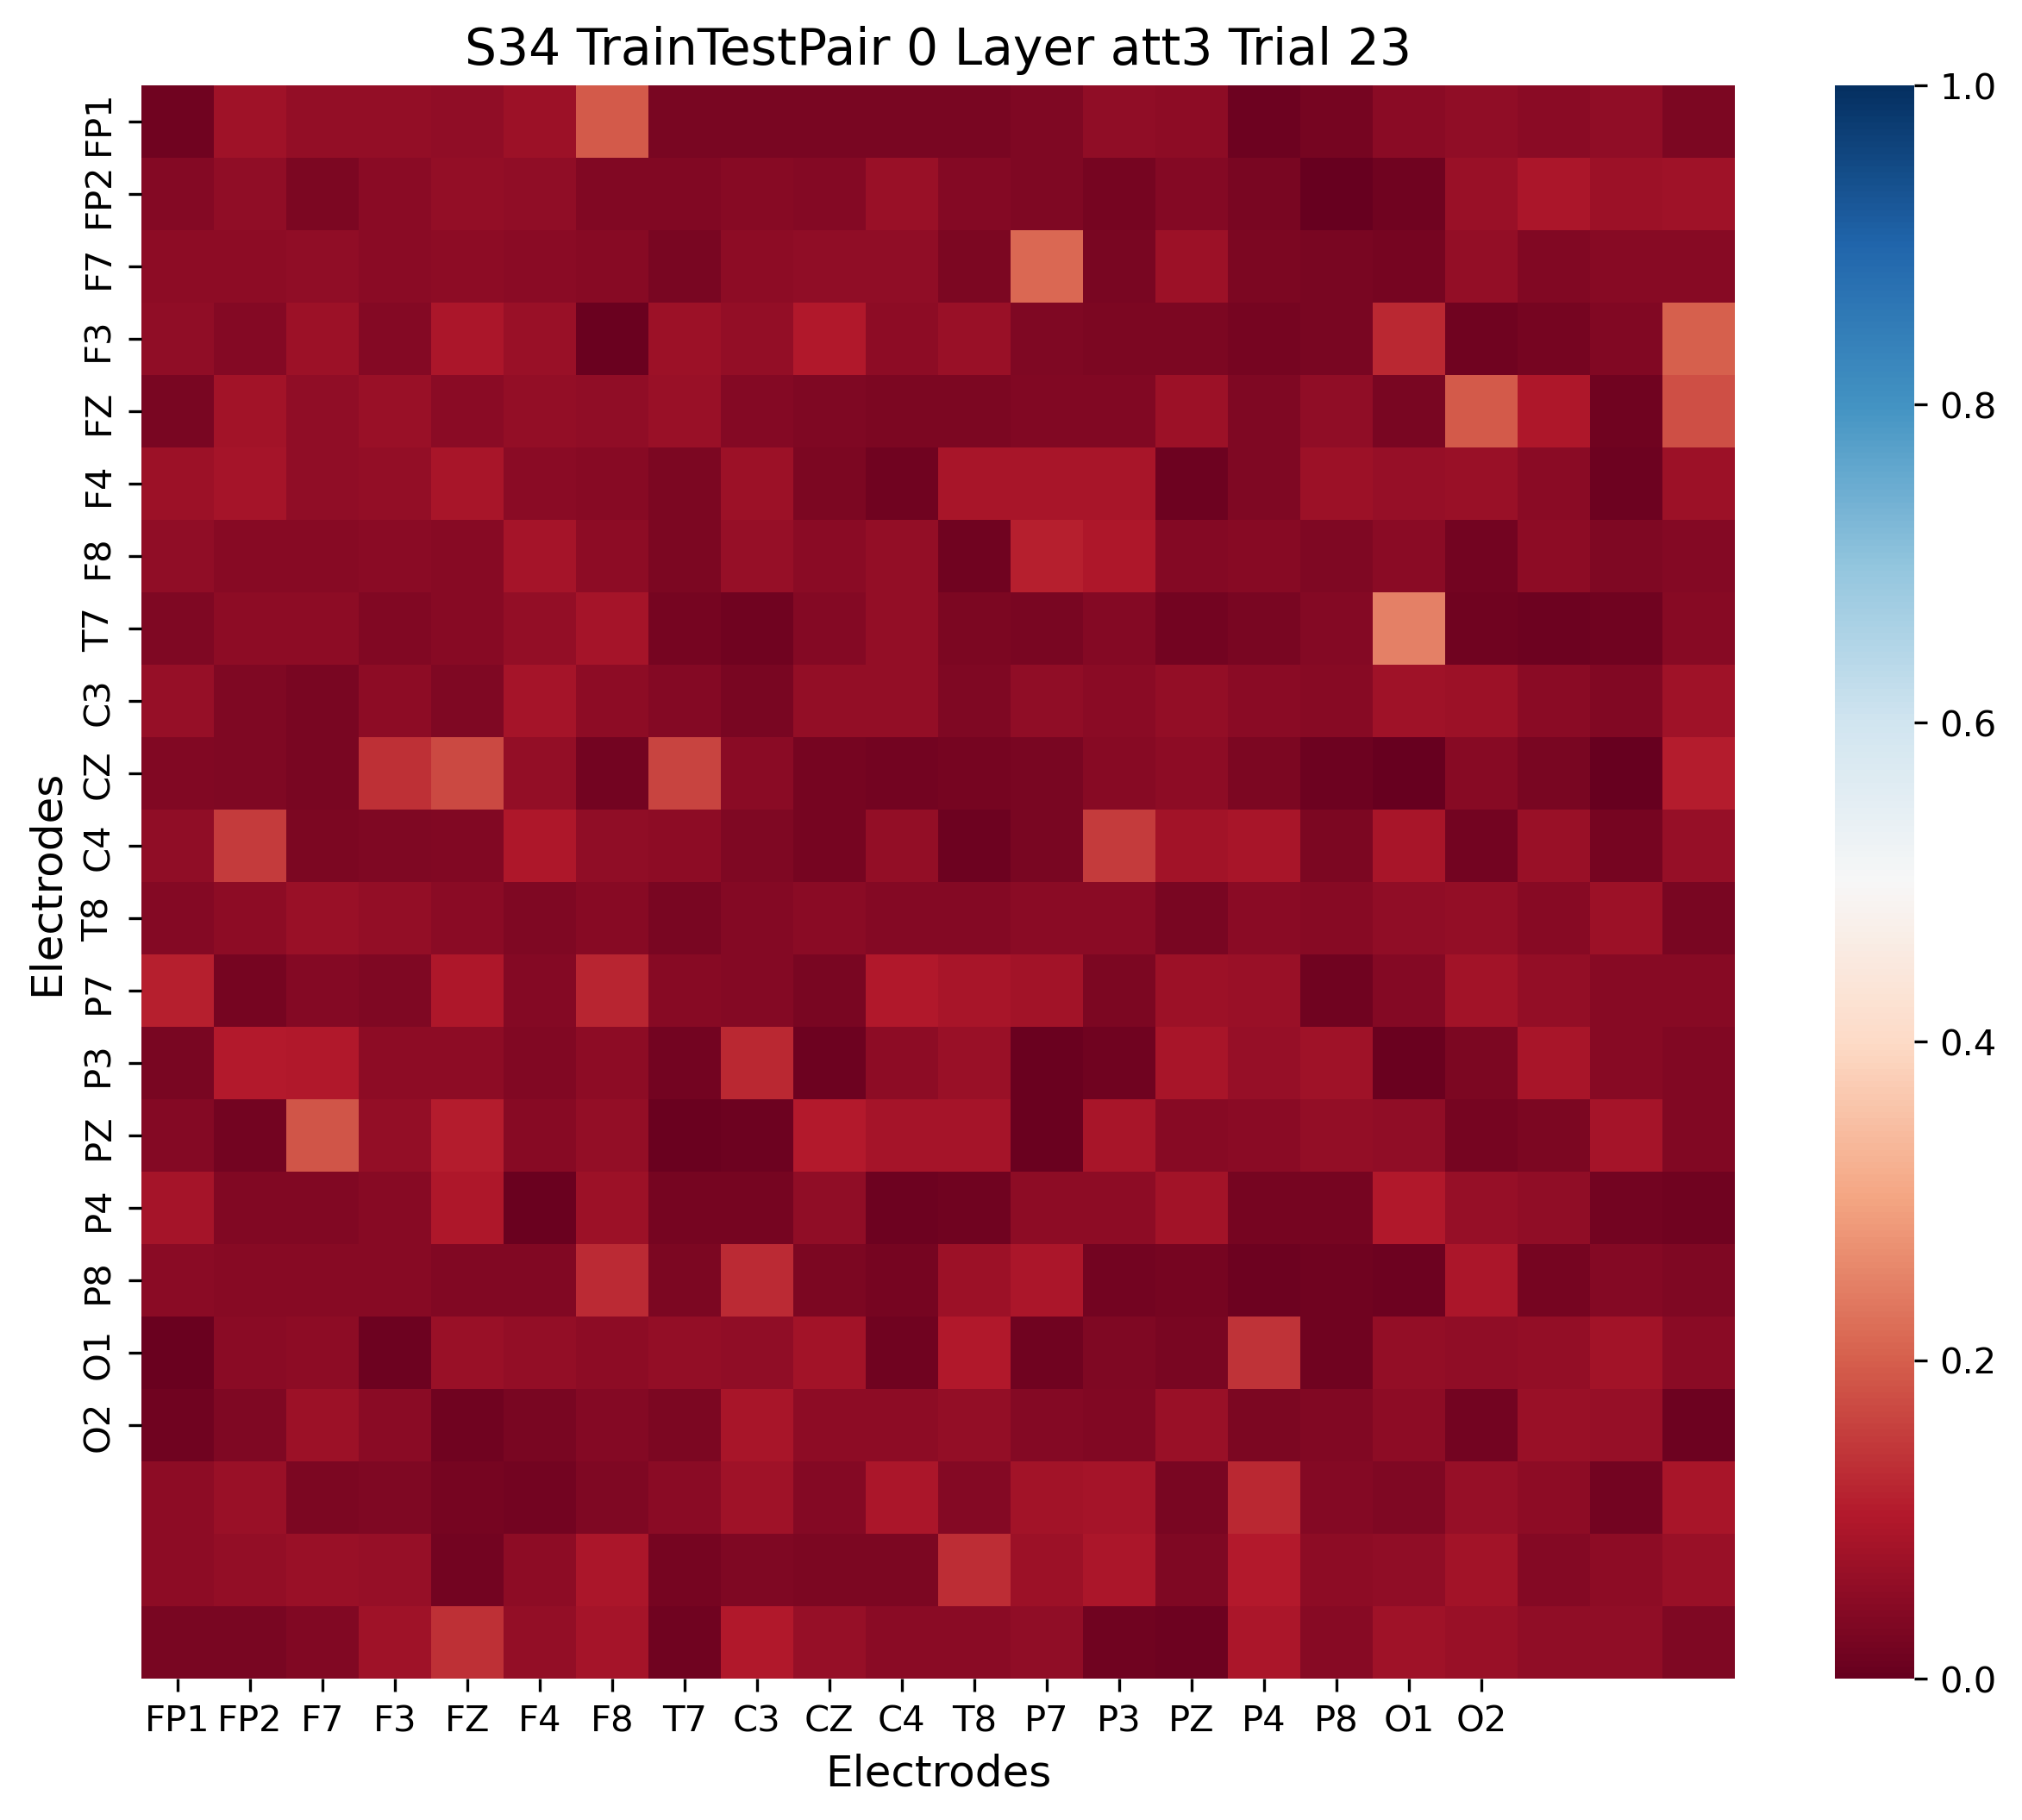 S34 TrainTestPair 0 Layer att3 Trial 23
Electrodes
FP1
FP2
F7
F3
FZ
F4
F8
T7
C3
CZ
C4
T8
P7
P3
PZ
P4
P8
O1
O2
FP1 FP2 F7 F3 FZ F4 F8 T7 C3 CZ C4 T8 P7 P3 PZ P4 P8 O1 O2
Electrodes
1.0
0.8
0.6
0.4
0.2
0.0